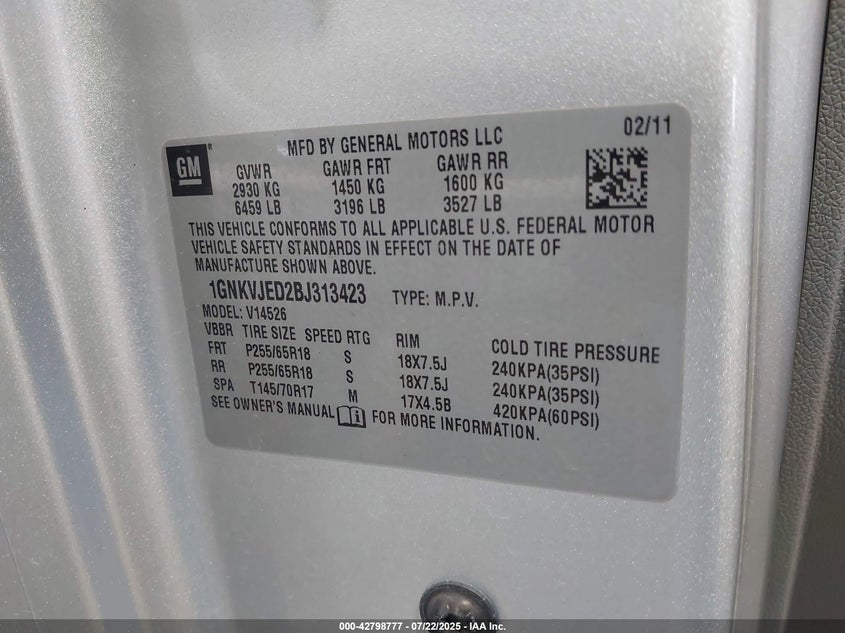 MFD BY GENERAL MOTORS LLC 02/11
GM®
GVWR GAWR FRT GAWR RR
2930 KG 1450 KG 1600 KG
6459 LB 3196 LB 3527 LB
THIS VEHICLE CONFORMS TO ALL APPLICABLE U.S. FEDERAL MOTOR
VEHICLE SAFETY STANDARDS IN EFFECT ON THE DATE OF
MANUFACTURE SHOWN ABOVE.
1GNKVJED2BJ313423 TYPE: M.P.V.
MODEL: V14526
VBBR TIRE SIZE SPEED RTG RIM COLD TIRE PRESSURE
FRT P255/65R18 S 18X7.5J 240KPA(35PSI)
RR P255/65R18 S 18X7.5J 240KPA(35PSI)
SPA T145/70R17 M 17X4.5B 420KPA(60PSI)
SEE OWNER'S MANUAL FOR MORE INFORMATION.
000-42798777 - 07/22/2025 - IAA Inc.